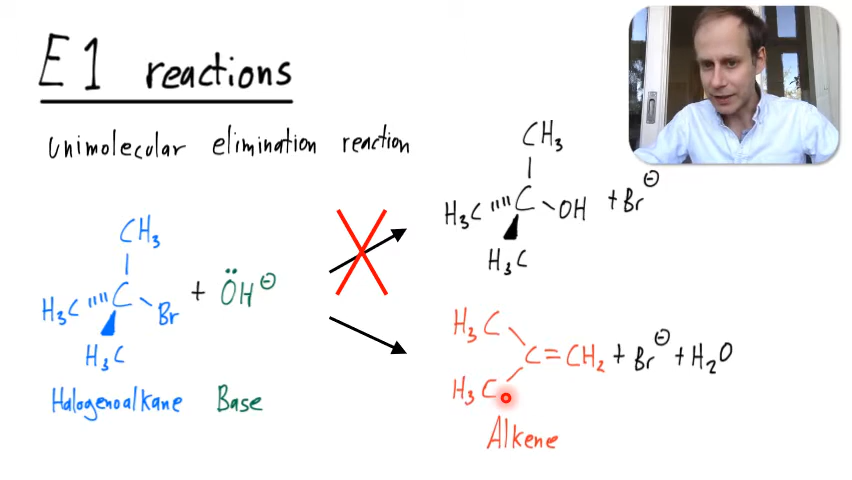 E1 reactions
unimolecular elimination reaction
CH₃
H₃C C OH + Br⊖
H₃C
CH₃
H₃C C Br + ÖH⊖
H₃C
Halogenoalkane Base
H₃C
C=CH₂ + Br⊖ + H₂O
H₃C
Alkene